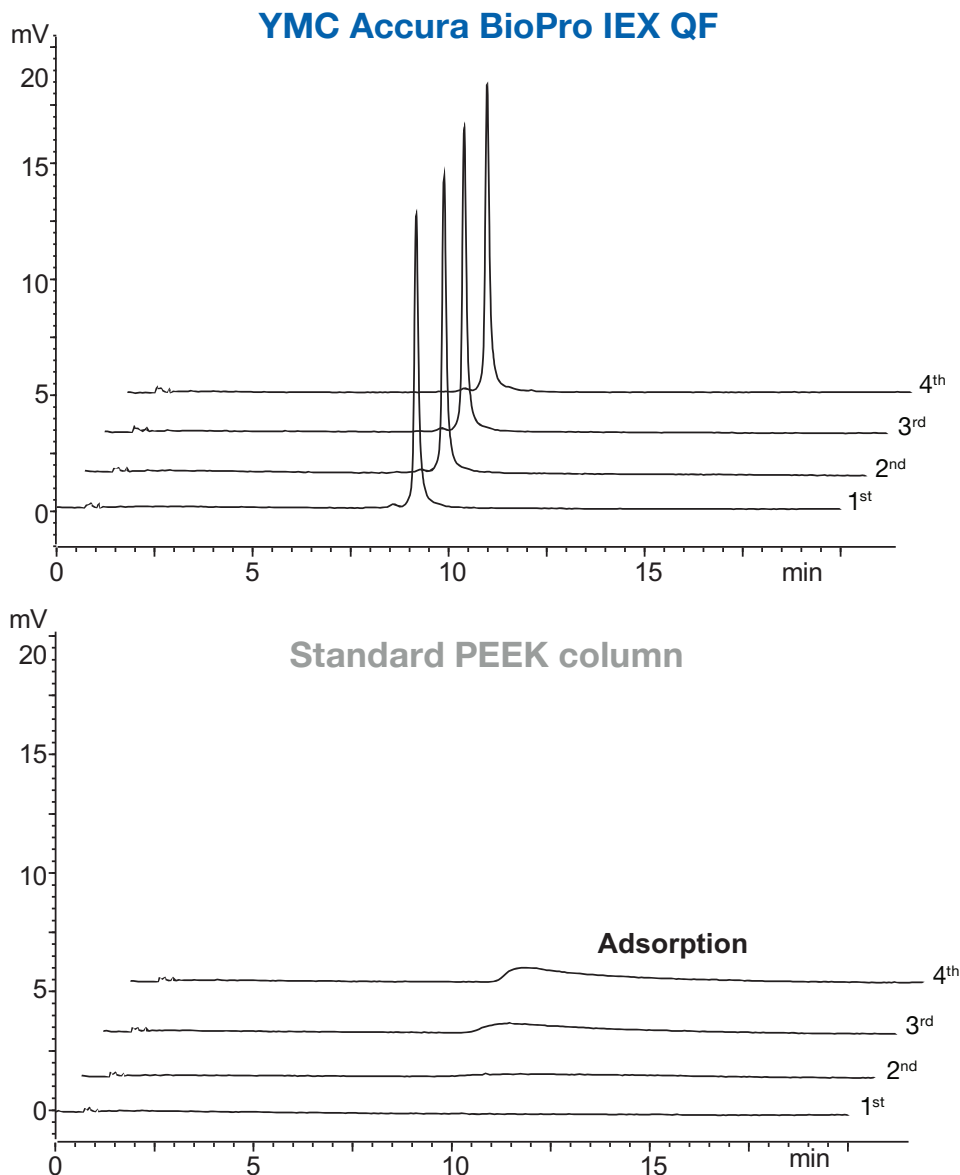 YMC Accura BioPro IEX QF
mV
20
15
10
5
0
4th
3rd
2nd
1st
0 5 10 15 min
mV
Standard PEEK column
20
15
10
5
0
Adsorption
4th
3rd
2nd
1st
0 5 10 15 min